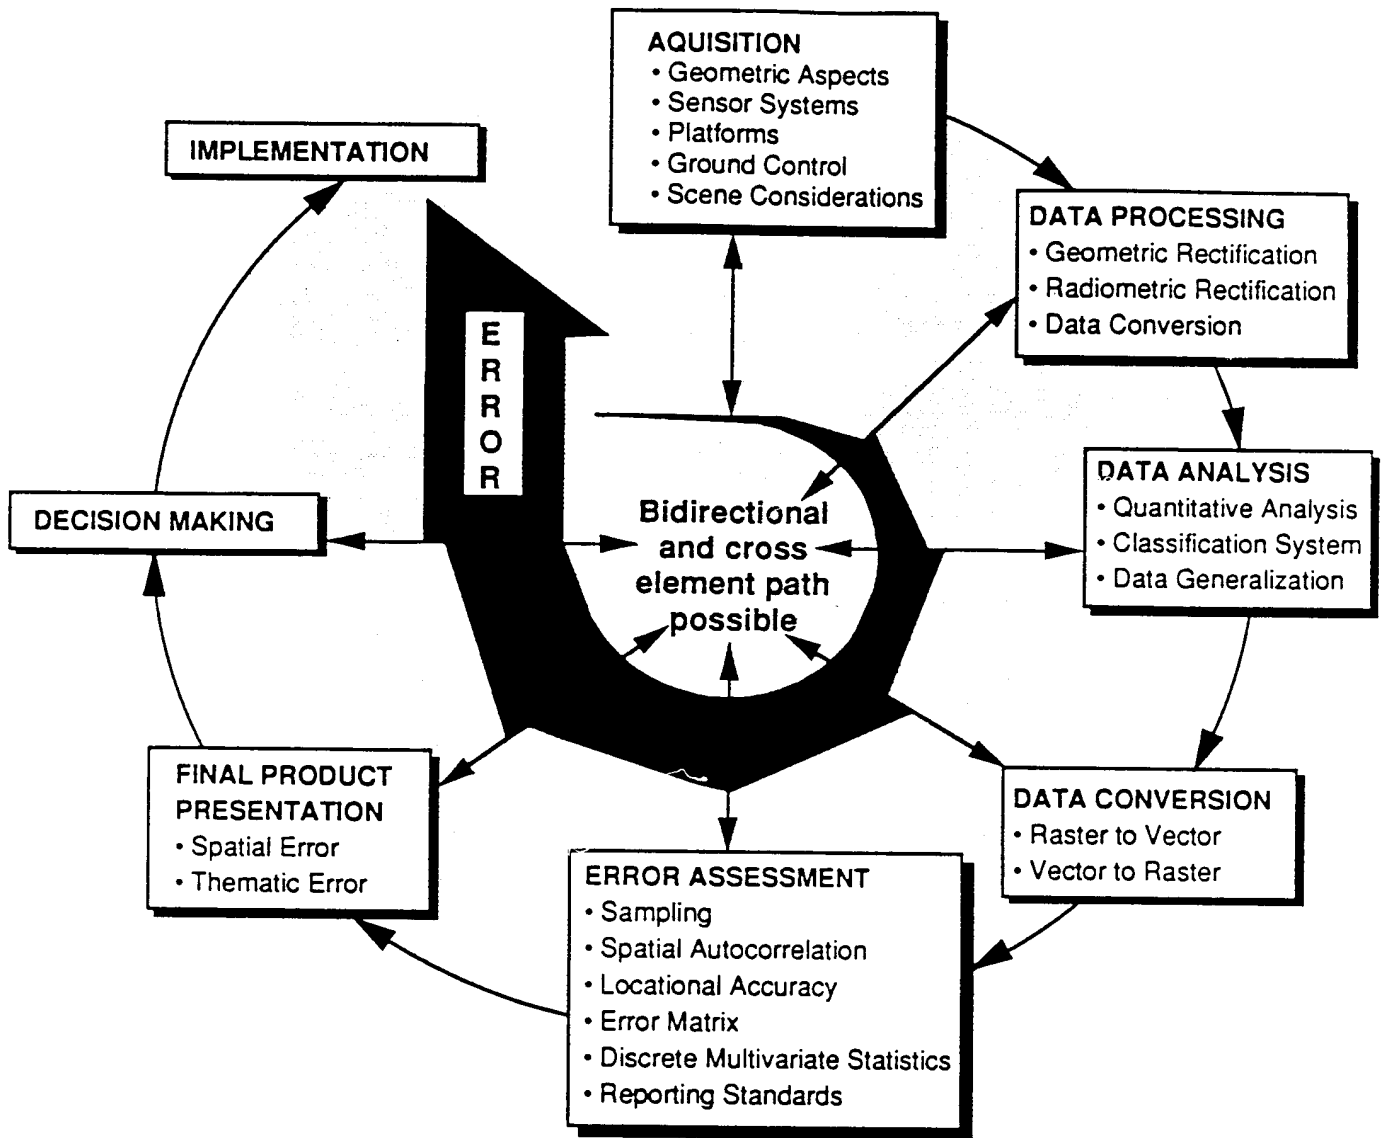 AQUISITION
• Geometric Aspects
• Sensor Systems
• Platforms
• Ground Control
• Scene Considerations
DATA PROCESSING
• Geometric Rectification
• Radiometric Rectification
• Data Conversion
DATA ANALYSIS
• Quantitative Analysis
• Classification System
• Data Generalization
DATA CONVERSION
• Raster to Vector
• Vector to Raster
ERROR ASSESSMENT
• Sampling
• Spatial Autocorrelation
• Locational Accuracy
• Error Matrix
• Discrete Multivariate Statistics
• Reporting Standards
FINAL PRODUCT
PRESENTATION
• Spatial Error
• Thematic Error
DECISION MAKING
IMPLEMENTATION
E
R
R
O
R
Bidirectional
and cross
element path
possible